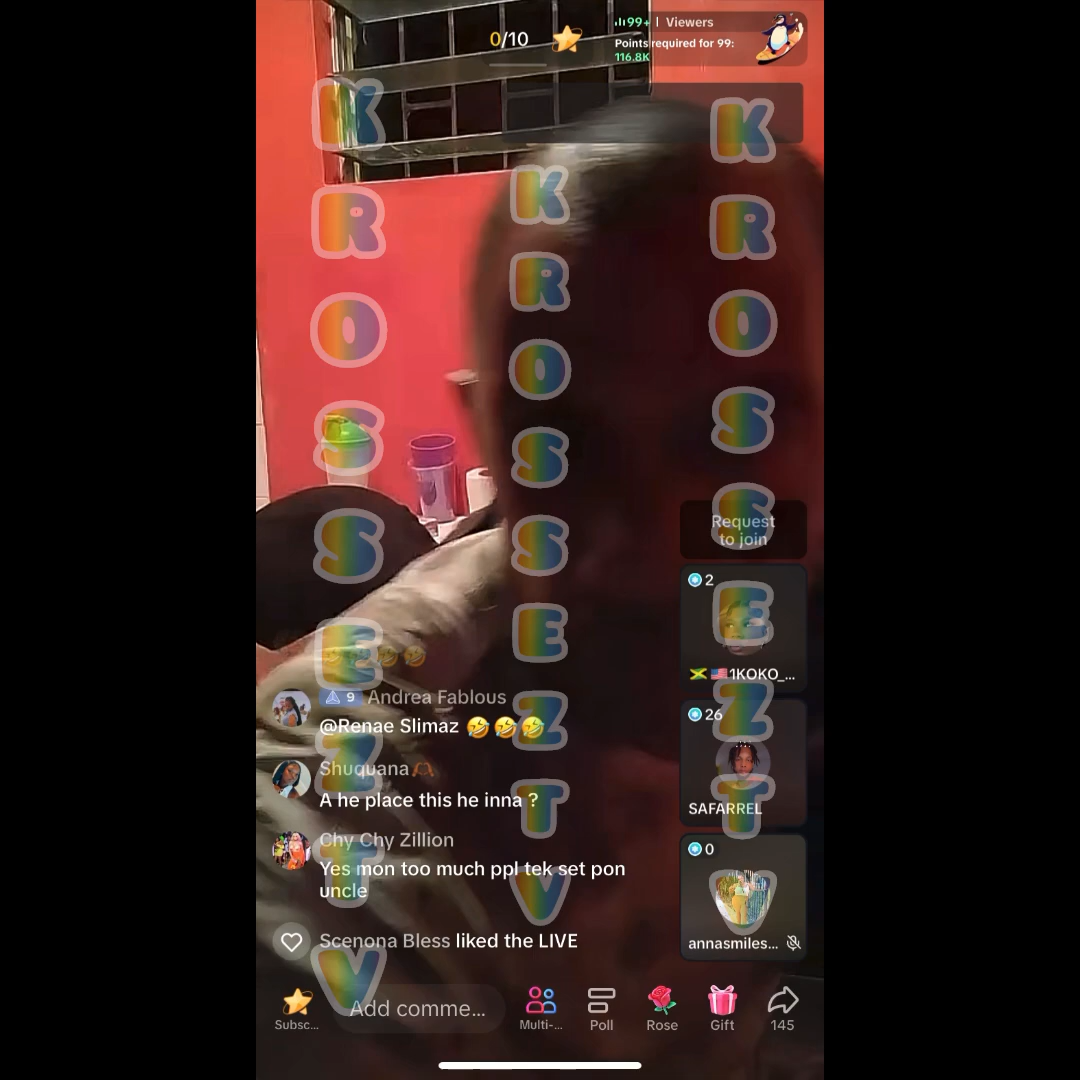 0/10
99+ | Viewers
Points required for 99:
116.8K
KROSSEZTV
KROSSEZTV
KROSSEZTV
Request
to join
2
1KOKO_...
26
SAFARREL
0
annasmiles...
9 Andrea Fablous
@Renae Slimaz 🤣🤣🤣
Shuquana
A he place this he inna ?
Chy Chy Zillion
Yes mon too much ppl tek set pon
uncle
Scenona Bless liked the LIVE
Subsc...
Add comme...
Multi-...
Poll
Rose
Gift
145